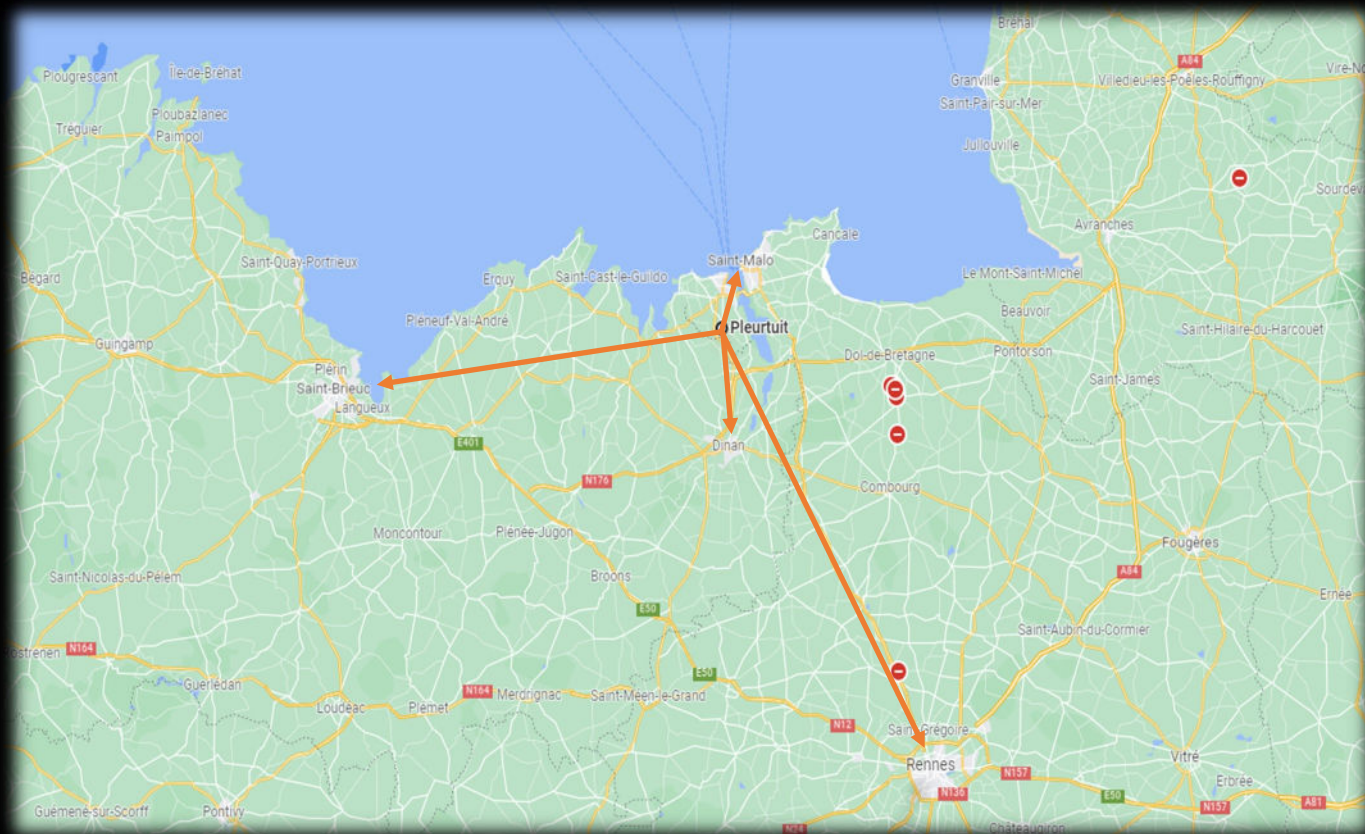 Bréhal
A84
Plougrescant
Île-de-Bréhat
Granville
Villedieu-les-Poêles-Rouffigny
Vire-No
Saint-Pair-sur-Mer
Ploubazlanec
Tréguier
Paimpol
Jullouville
Sourdeva
Avranches
Cancale
Saint-Quay-Portrieux
Saint-Malo
Bégard
Erquy
Saint-Cast-le-Guildo
Le Mont-Saint-Michel
Beauvoir
Pléneuf-Val-André
Pleurtuit
Saint-Hilaire-du-Harcouët
Guingamp
Dol-de-Bretagne
Pontorson
Plérin
Saint-James
Saint-Brieuc
Langueux
E401
Dinan
N176
Combourg
Moncontour
Plénée-Jugon
Fougères
Saint-Nicolas-du-Pélem
Broons
A84
Ernée
E50
Saint-Aubin-du-Cormier
ostrenen
N164
E50
Guerlédan
N164
Merdrignac
Saint-Méen-le-Grand
Loudéac
Plémet
N12
Saint-Grégoire
Vitré
Rennes
N157
Erbrée
N136
E50
A81
N157
Guémené-sur-Scorff
Pontivy
N24
Châteaugiron